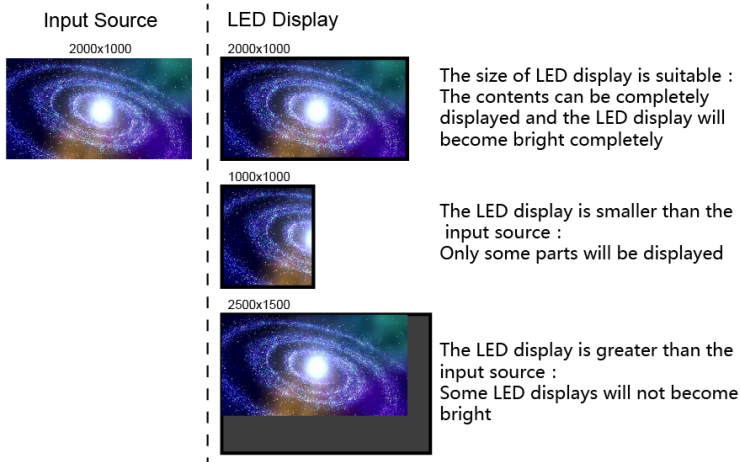 Input Source
LED Display
2000x1000
2000x1000
The size of LED display is suitable :
The contents can be completely
displayed and the LED display will
become bright completely
1000x1000
The LED display is smaller than the
input source :
Only some parts will be displayed
2500x1500
The LED display is greater than the
input source :
Some LED displays will not become
bright